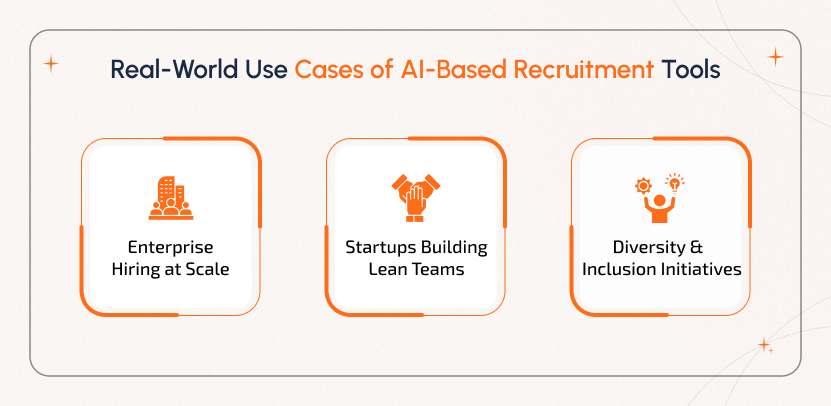 Real-World Use Cases of AI-Based Recruitment Tools
Enterprise
Hiring at Scale
Startups Building
Lean Teams
Diversity &
Inclusion Initiatives